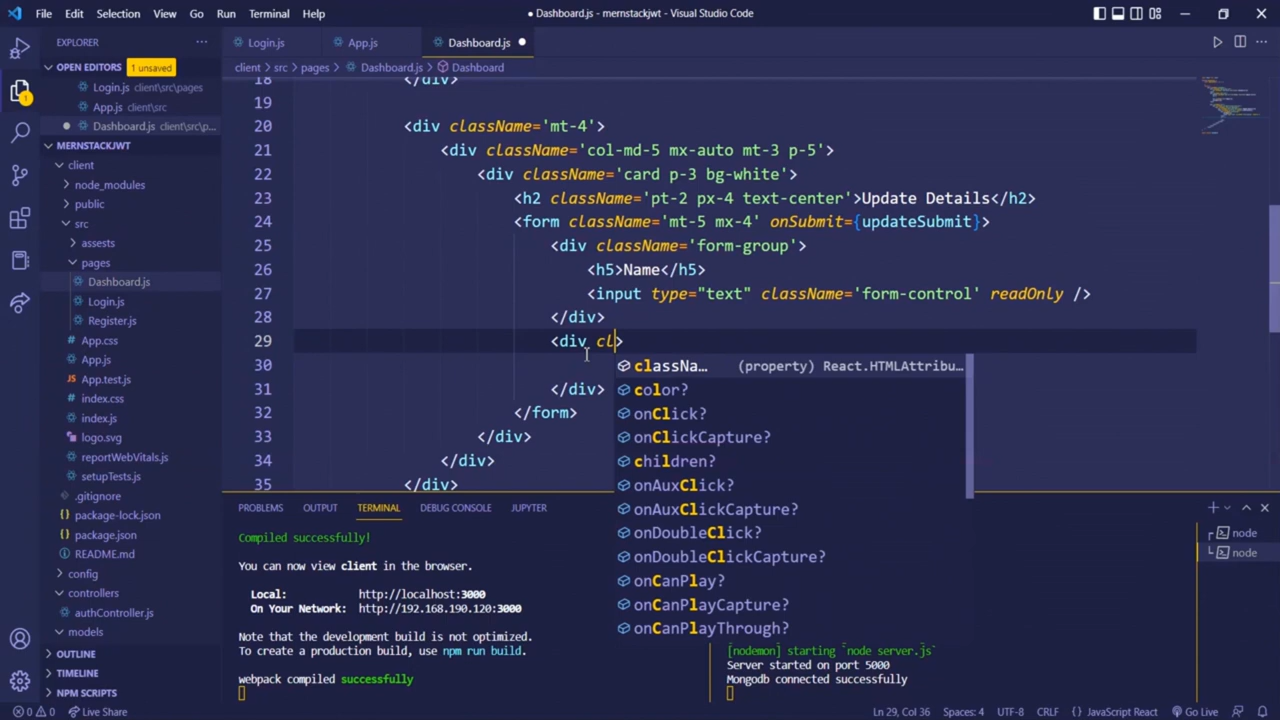 File Edit Selection View Go Run Terminal Help
● Dashboard.js - mernstackjwt - Visual Studio Code
EXPLORER ···
Login.js App.js Dashboard.js ●
OPEN EDITORS 1 unsaved
Login.js client\src\pages
App.js client\src
● Dashboard.js client\src\p...
MERNSTACKJWT
client
node_modules
public
src
assests
pages
Dashboard.js
Login.js
Register.js
App.css
App.js
App.test.js
index.css
index.js
logo.svg
reportWebVitals.js
setupTests.js
.gitignore
package-lock.json
package.json
README.md
config
controllers
authController.js
models
OUTLINE
TIMELINE
NPM SCRIPTS
1
client > src > pages > Dashboard.js > Dashboard
18 </div>
19
20 <div className='mt-4'>
21 <div className='col-md-5 mx-auto mt-3 p-5'>
22 <div className='card p-3 bg-white'>
23 <h2 className='pt-2 px-4 text-center'>Update Details</h2>
24 <form className='mt-5 mx-4' onSubmit={updateSubmit}>
25 <div className='form-group'>
26 <h5>Name</h5>
27 <input type="text" className='form-control' readOnly />
28 </div>
29 <div cl>
30
31 </div>
32 </form>
33 </div>
34 </div>
35 </div>
classNa... (property) React.HTMLAttribu...
color?
onClick?
onClickCapture?
children?
onAuxClick?
onAuxClickCapture?
onDoubleClick?
onDoubleClickCapture?
onCanPlay?
onCanPlayCapture?
onCanPlayThrough?
PROBLEMS OUTPUT TERMINAL DEBUG CONSOLE JUPYTER
Compiled successfully!
You can now view client in the browser.
Local: http://localhost:3000
On Your Network: http://192.168.190.120:3000
Note that the development build is not optimized.
To create a production build, use npm run build.
webpack compiled successfully
[nodemon] starting `node server.js`
Server started on port 5000
Mongodb connected successfully
node
node
0 0 Live Share
Ln 29, Col 36 Spaces: 4 UTF-8 CRLF {} JavaScript React Go Live